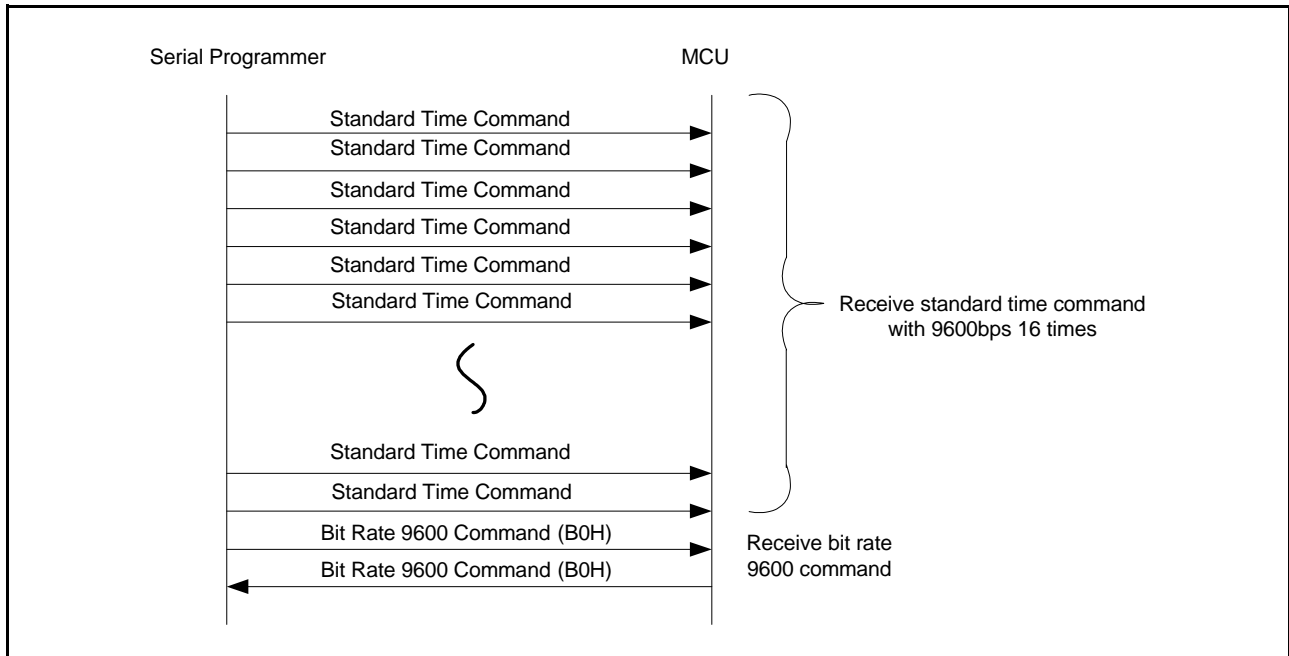 Serial Programmer
MCU
Standard Time Command
Standard Time Command
Standard Time Command
Standard Time Command
Standard Time Command
Standard Time Command
Receive standard time command
with 9600bps 16 times
Standard Time Command
Standard Time Command
Bit Rate 9600 Command (B0H)
Bit Rate 9600 Command (B0H)
Receive bit rate
9600 command